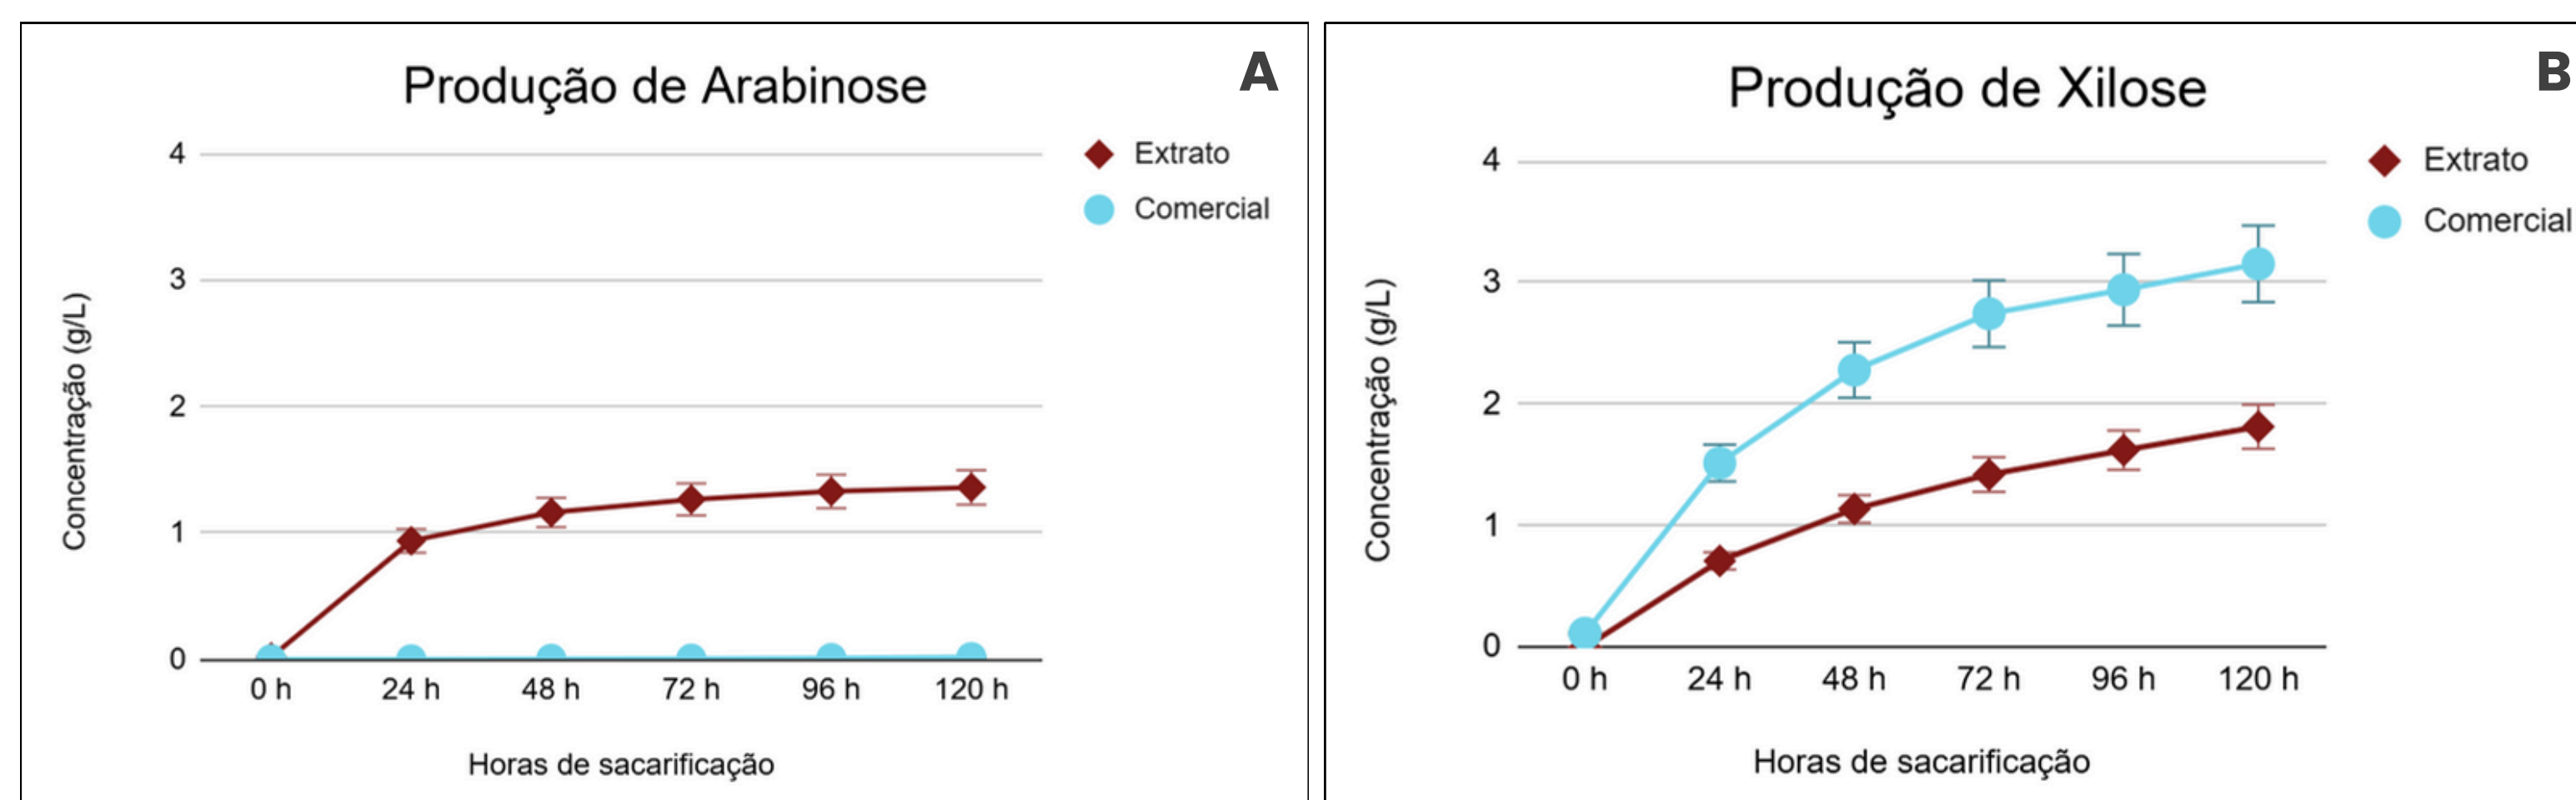 A
Produção de Arabinose
Extrato
Comercial
Concentração (g/L)
4
3
2
1
0
0 h 24 h 48 h 72 h 96 h 120 h
Horas de sacarificação
B
Produção de Xilose
Extrato
Comercial
Concentração (g/L)
4
3
2
1
0
0 h 24 h 48 h 72 h 96 h 120 h
Horas de sacarificação